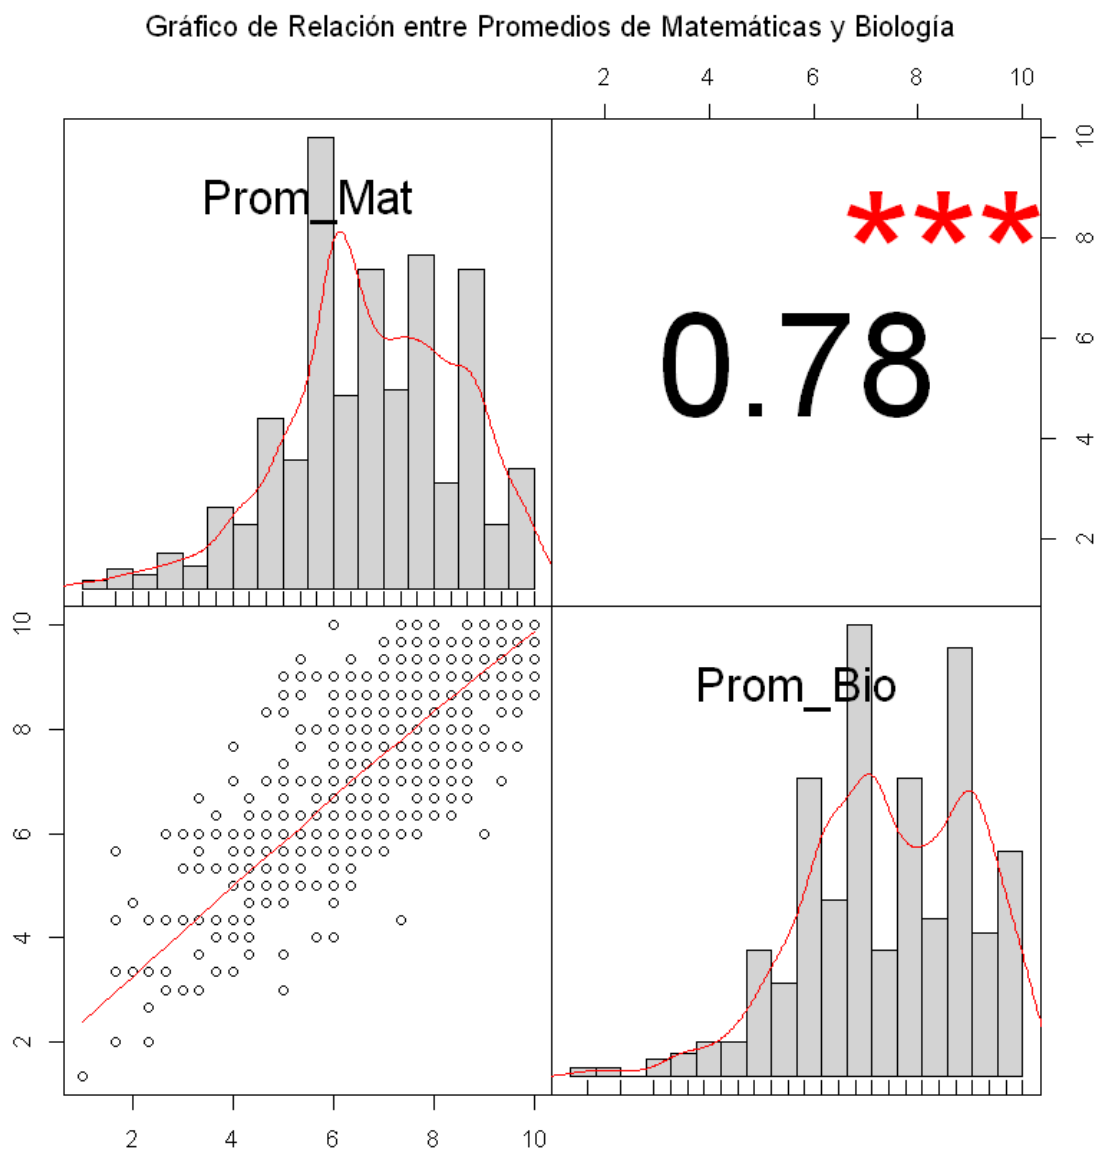 Gráfico de Relación entre Promedios de Matemáticas y Biología
2 4 6 8 10
Prom_Mat
***
0.78
10
8
6
4
2
10
8
6
4
2
Prom_Bio
2 4 6 8 10